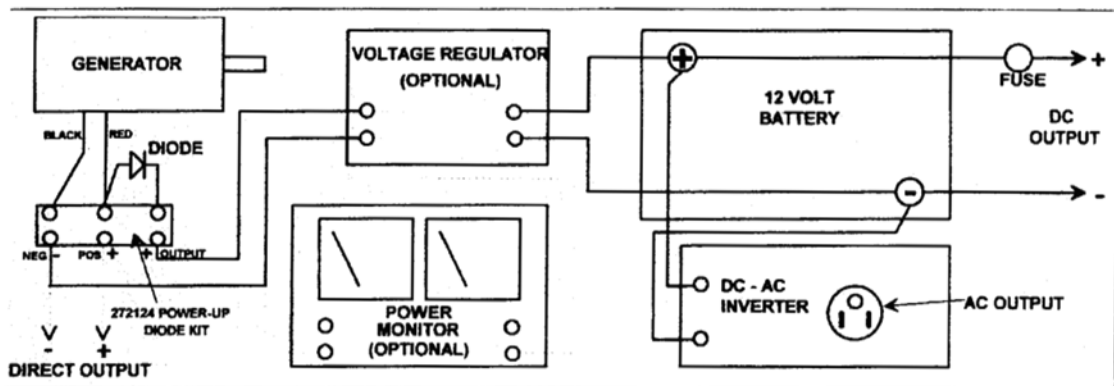 GENERATOR
BLACK
RED
DIODE
NEG -
POS +
+ OUTPUT
272124 POWER-UP
DIODE KIT
-
+
DIRECT OUTPUT
VOLTAGE REGULATOR
(OPTIONAL)
POWER
MONITOR
(OPTIONAL)
+
12 VOLT
BATTERY
-
FUSE
+
DC
OUTPUT
-
DC - AC
INVERTER
AC OUTPUT